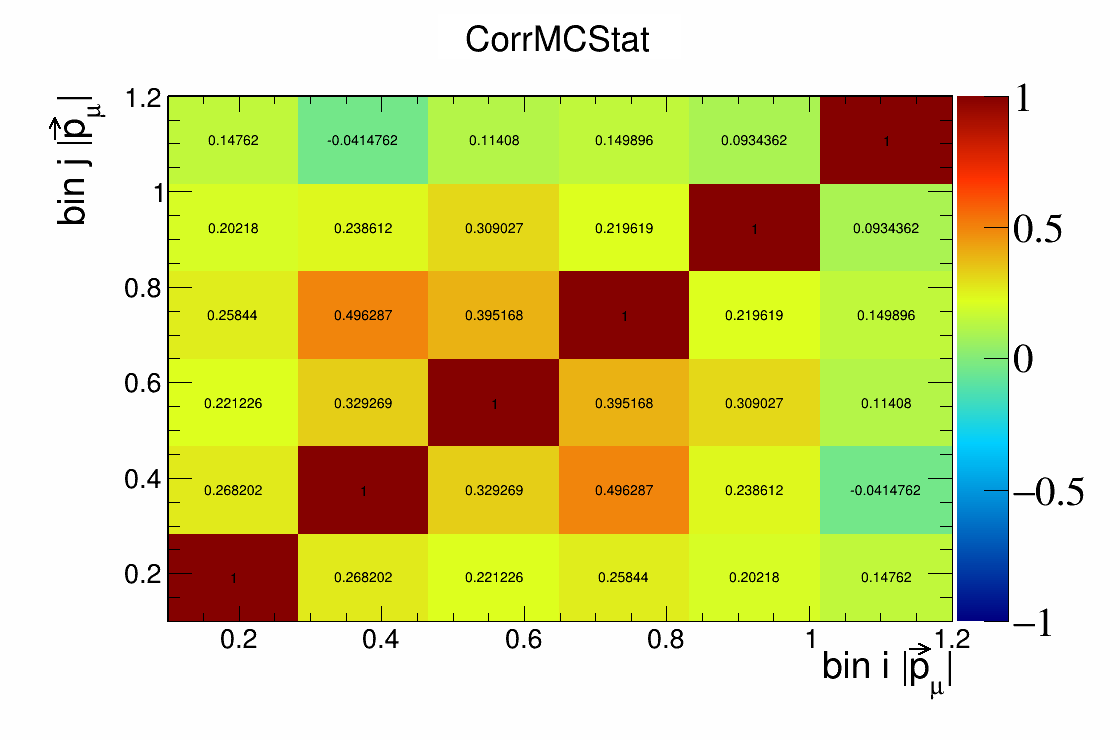 CorrMCStat
bin j |p⃗μ|
1.2
0.14762 -0.0414762 0.11408 0.149896 0.0934362 1
1
0.20218 0.238612 0.309027 0.219619 1 0.0934362
0.8
0.25844 0.496287 0.395168 1 0.219619 0.149896
0.6
0.221226 0.329269 1 0.395168 0.309027 0.11408
0.4
0.268202 1 0.329269 0.496287 0.238612 -0.0414762
0.2
1 0.268202 0.221226 0.25844 0.20218 0.14762
0.2 0.4 0.6 0.8 1 1.2
bin i |p⃗μ|
1
0.5
0
−0.5
−1